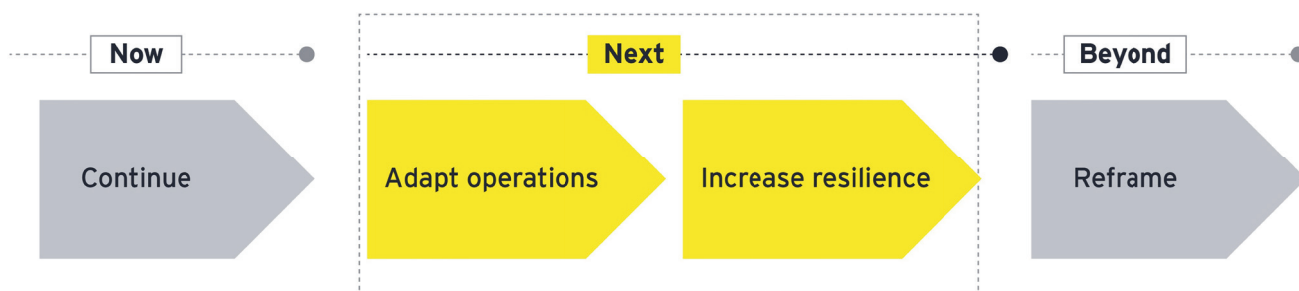 Now
Next
Beyond
Continue
Adapt operations
Increase resilience
Reframe